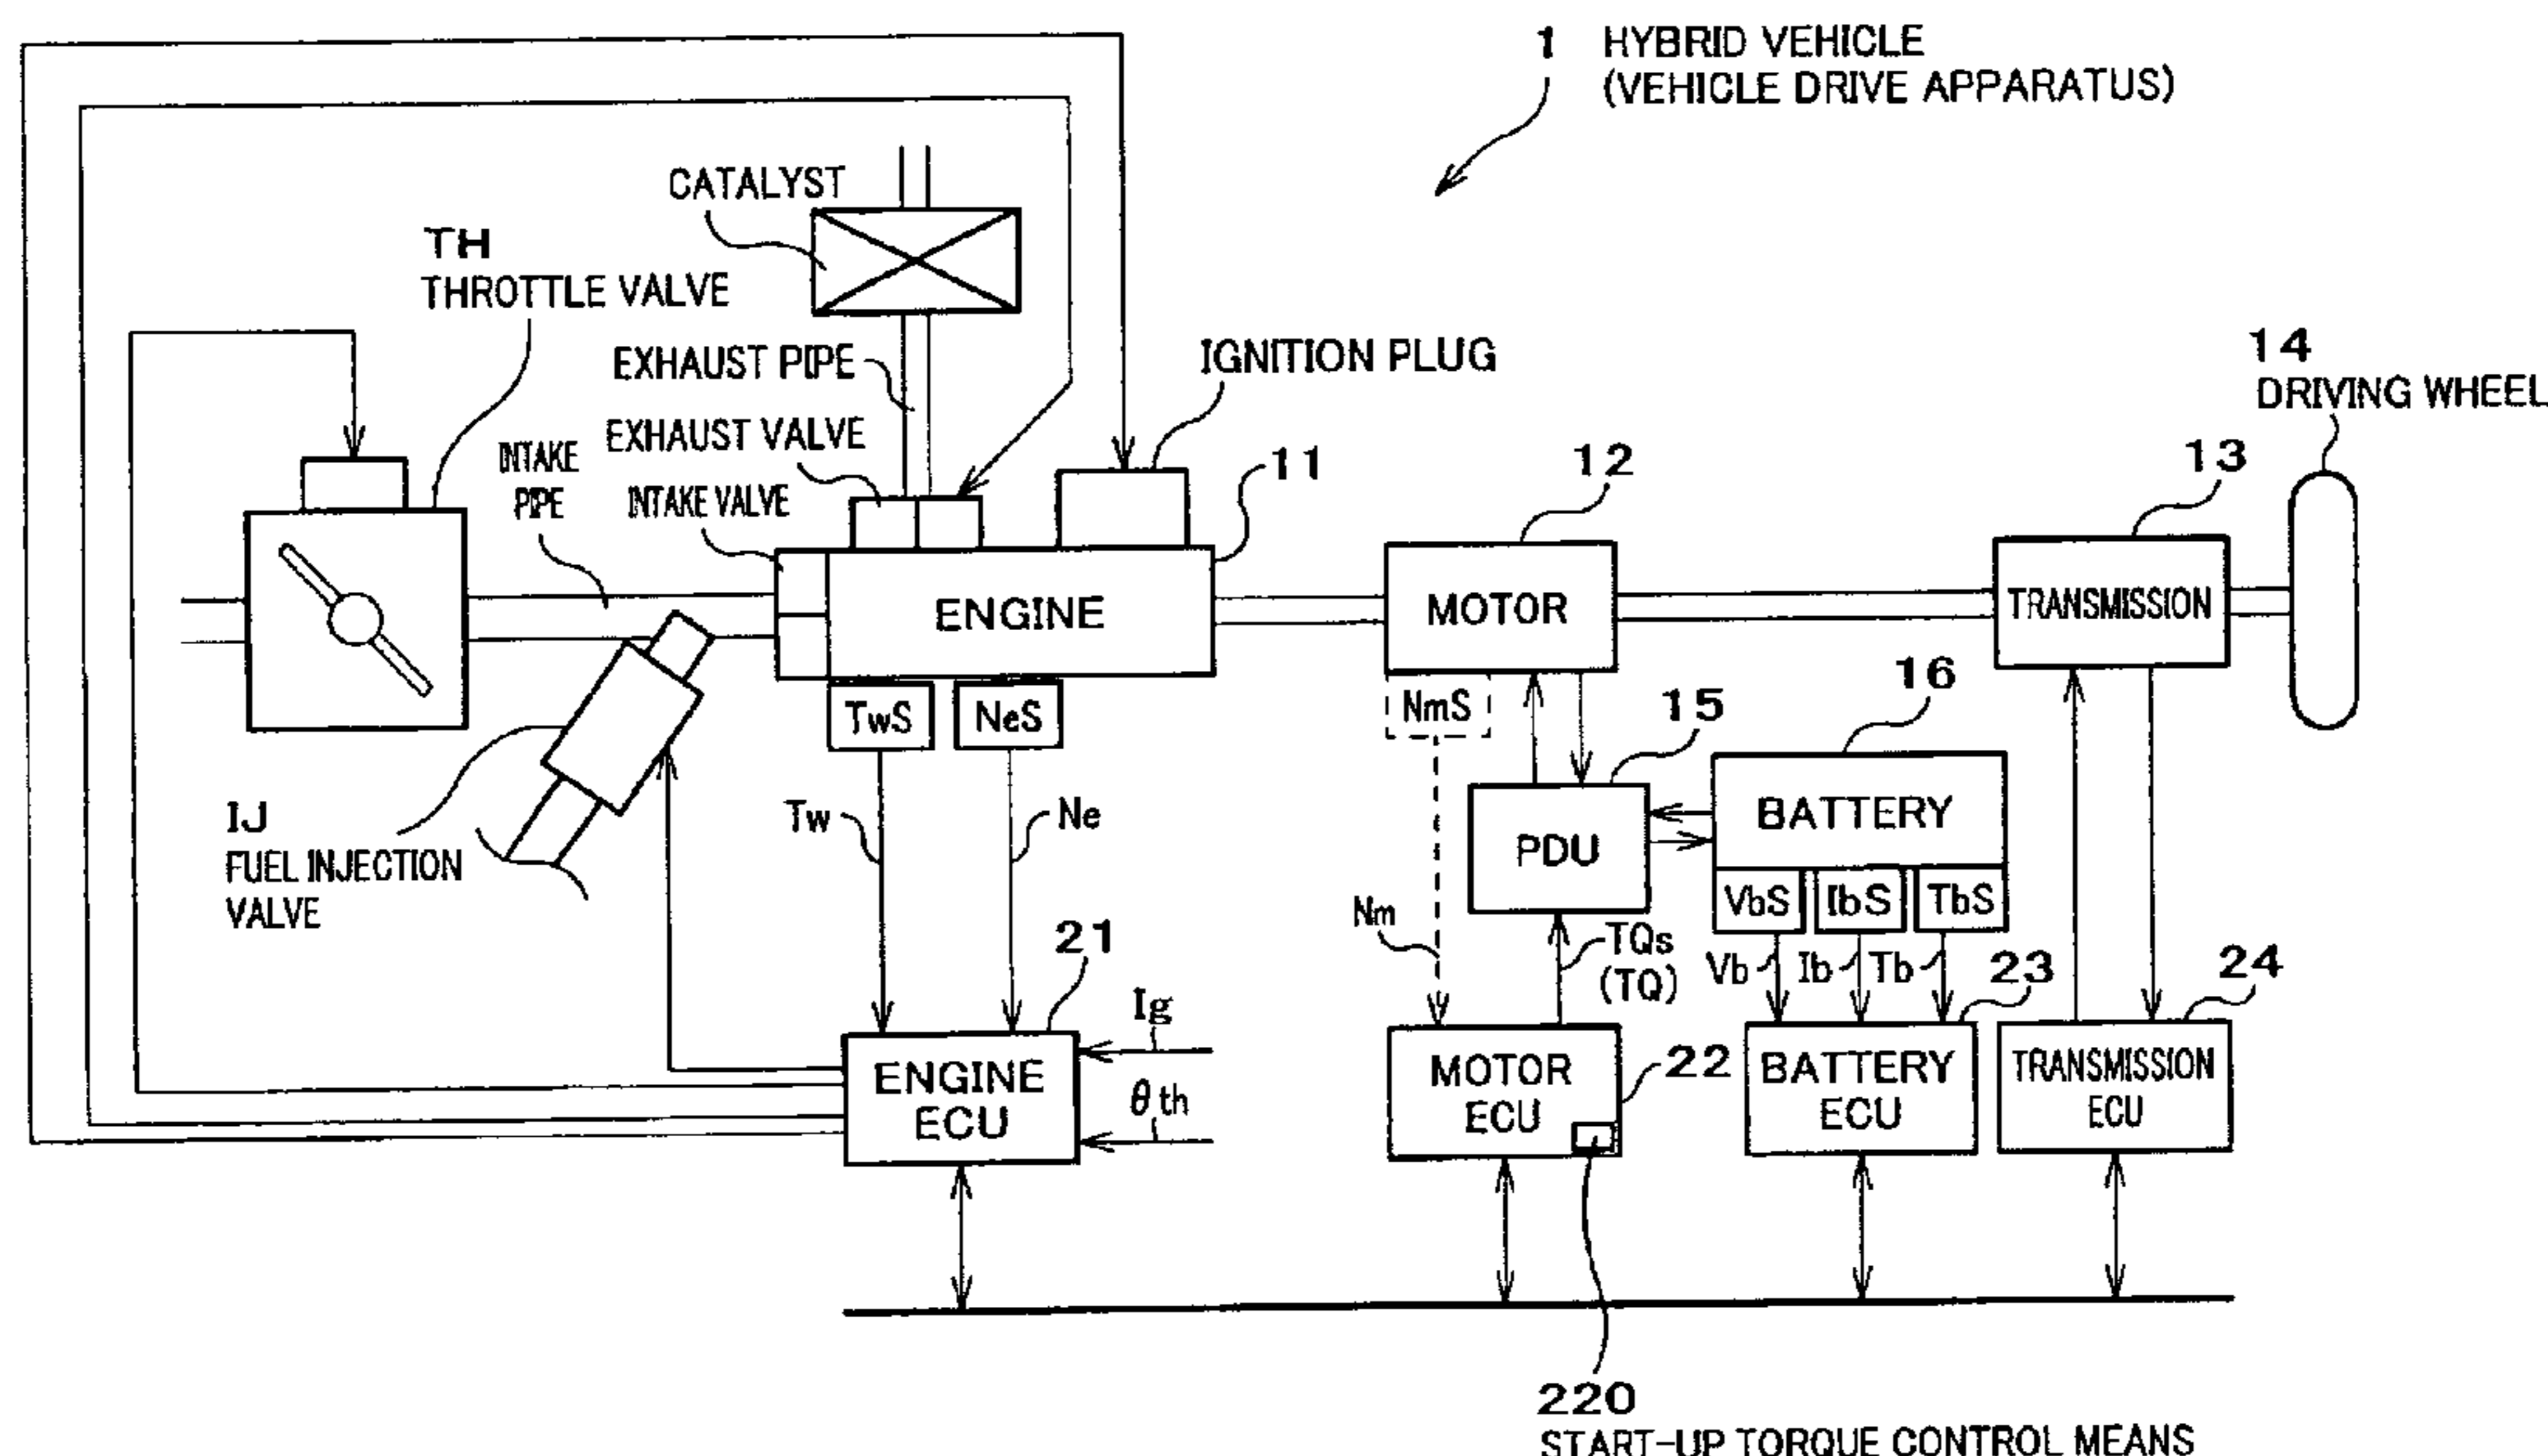 1 HYBRID VEHICLE
(VEHICLE DRIVE APPARATUS)
CATALYST
TH
THROTTLE VALVE
EXHAUST PIPE
IGNITION PLUG
14
DRIVING WHEEL
EXHAUST VALVE
INTAKE
PIPE
INTAKE VALVE
11
12
13
ENGINE
MOTOR
TRANSMISSION
TwS
NeS
NmS
15
16
IJ
FUEL INJECTION
VALVE
Tw
Ne
PDU
BATTERY
VbS
IbS
TbS
Nm
TQs
(TQ)
Vb
Ib
Tb
21
22
23
24
Ig
θth
ENGINE
ECU
MOTOR
ECU
BATTERY
ECU
TRANSMISSION
ECU
220
START-UP TORQUE CONTROL MEANS